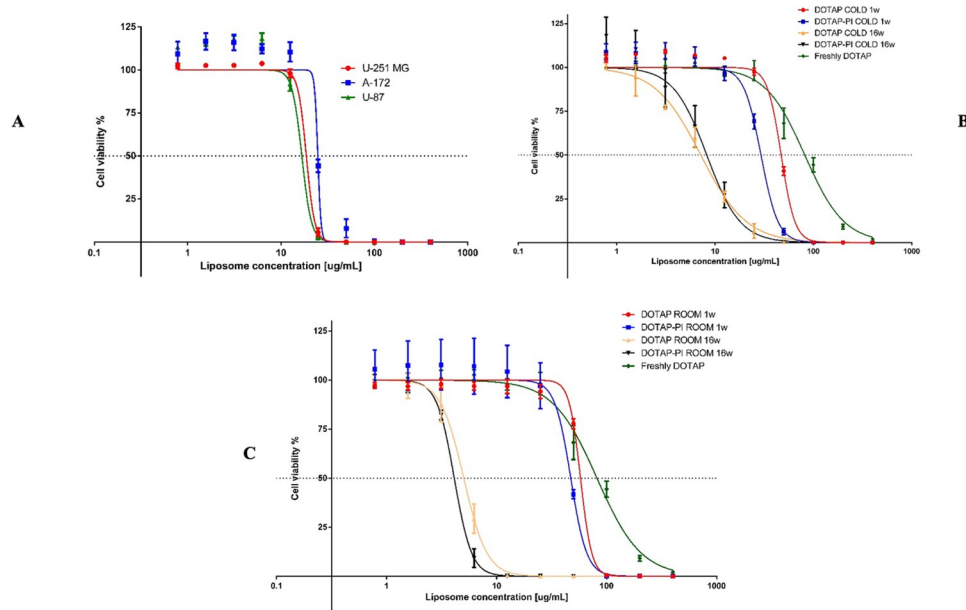 A
125
100
75
50
25
Cell viability %
0.1
1
10
100
1000
Liposome concentration [ug/mL]
U-251 MG
A-172
U-87
B
125
100
75
50
25
Cell viability %
1
10
100
1000
Liposome concentration [ug/mL]
DOTAP COLD 1w
DOTAP-PI COLD 1w
DOTAP COLD 16w
DOTAP-PI COLD 16w
Freshly DOTAP
C
125
100
75
50
25
Cell viability %
0.1
1
10
100
1000
Liposome concentration [ug/mL]
DOTAP ROOM 1w
DOTAP-PI ROOM 1w
DOTAP ROOM 16w
DOTAP-PI ROOM 16w
Freshly DOTAP